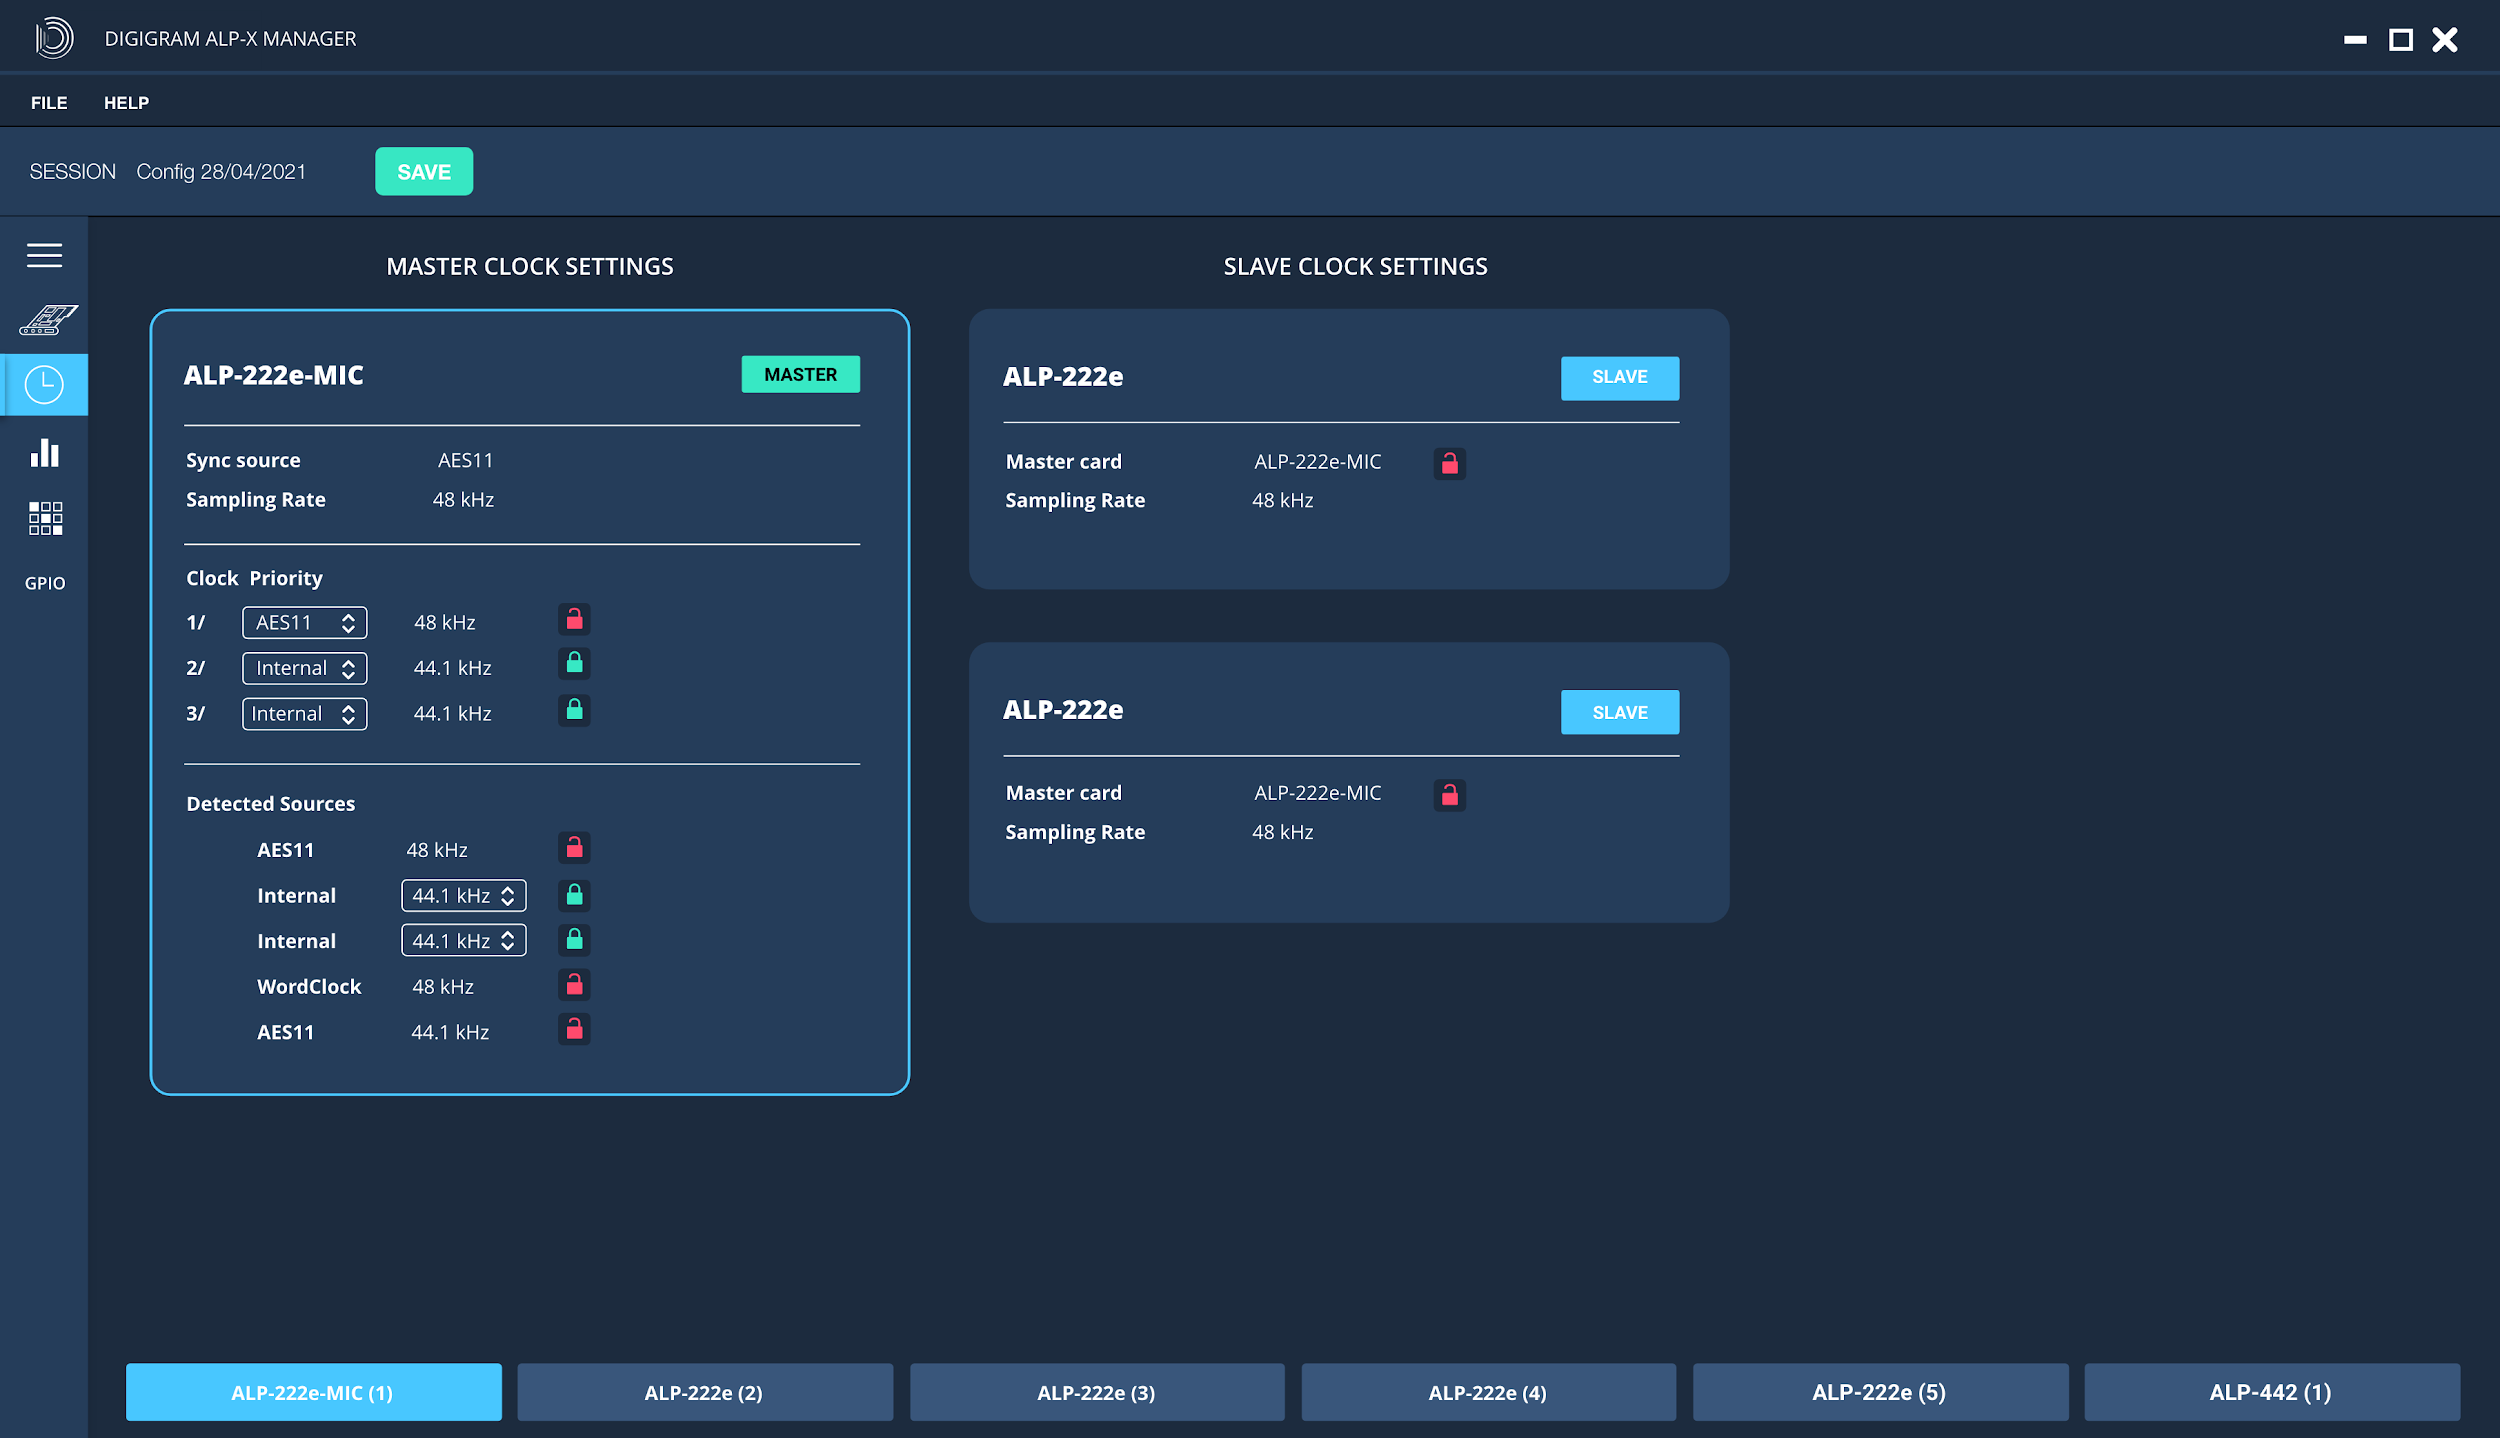 DIGIGRAM ALP-X MANAGER
FILE HELP
SESSION Config 28/04/2021 SAVE
GPIO
MASTER CLOCK SETTINGS
ALP-222e-MIC MASTER
Sync source AES11
Sampling Rate 48 kHz
Clock Priority
1/ AES11 48 kHz
2/ Internal 44.1 kHz
3/ Internal 44.1 kHz
Detected Sources
AES11 48 kHz
Internal 44.1 kHz
Internal 44.1 kHz
WordClock 48 kHz
AES11 44.1 kHz
SLAVE CLOCK SETTINGS
ALP-222e SLAVE
Master card ALP-222e-MIC
Sampling Rate 48 kHz
ALP-222e SLAVE
Master card ALP-222e-MIC
Sampling Rate 48 kHz
ALP-222e-MIC (1) ALP-222e (2) ALP-222e (3) ALP-222e (4) ALP-222e (5) ALP-442 (1)